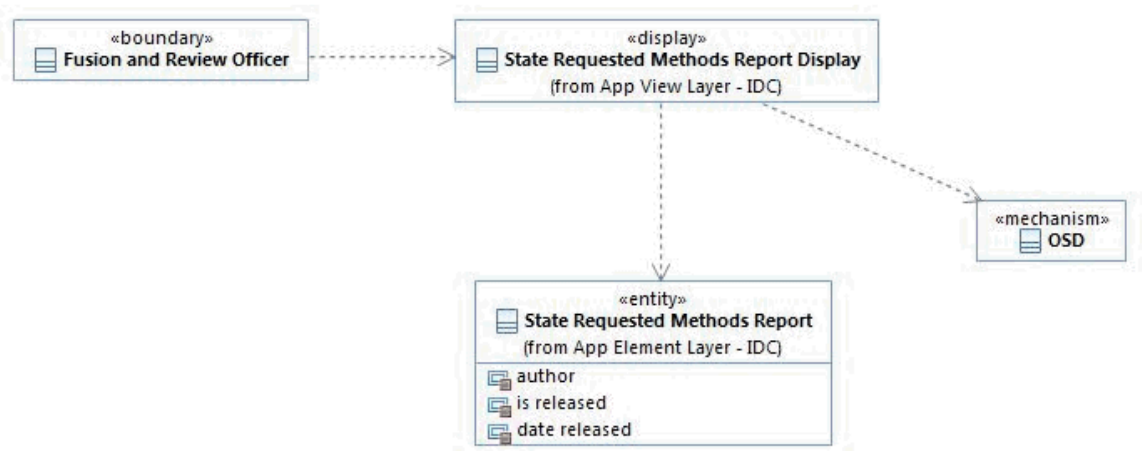 «boundary»
Fusion and Review Officer
«display»
State Requested Methods Report Display
(from App View Layer - IDC)
«mechanism»
OSD
«entity»
State Requested Methods Report
(from App Element Layer - IDC)
author
is released
date released